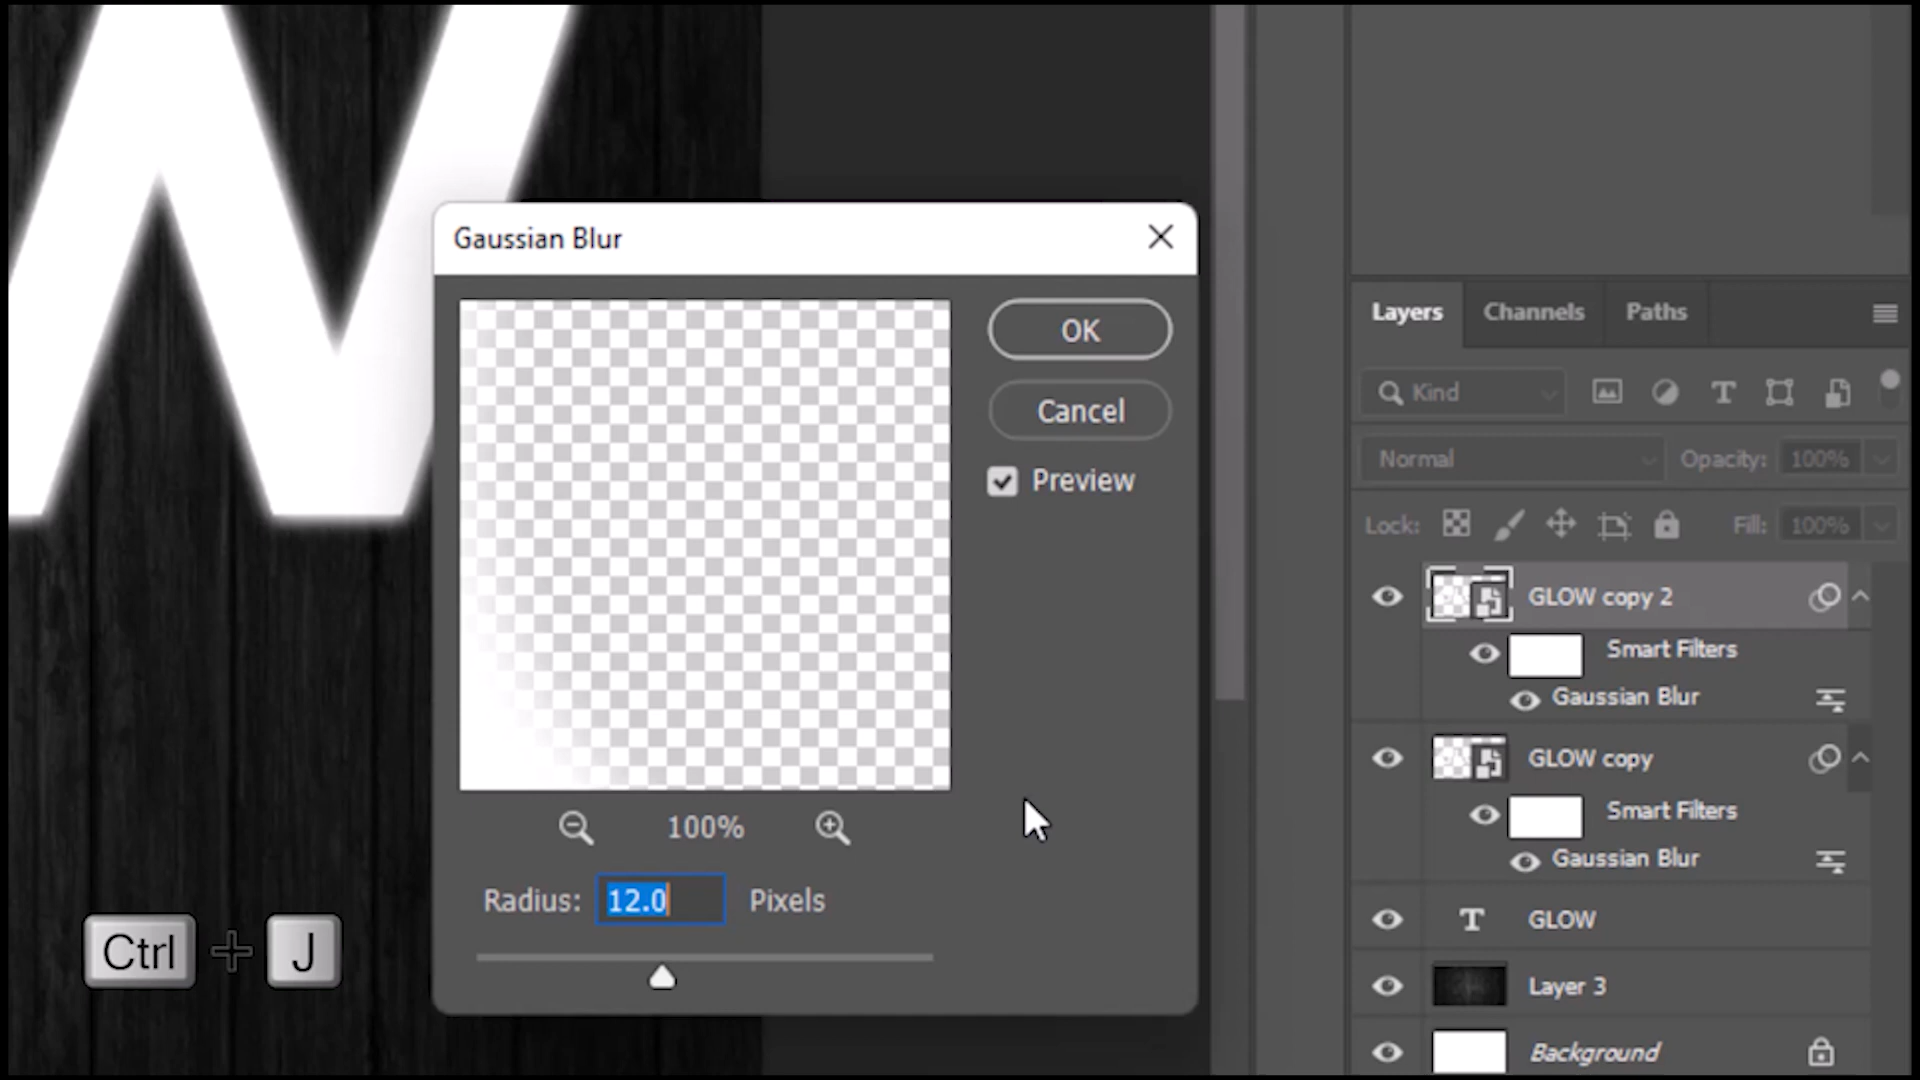 W
Gaussian Blur
OK
Cancel
Preview
100%
Radius: 12.0 Pixels
Ctrl + J
Layers Channels Paths
Kind
Normal Opacity: 100%
Lock: Fill: 100%
GLOW copy 2
Smart Filters
Gaussian Blur
GLOW copy
Smart Filters
Gaussian Blur
T GLOW
Layer 3
Background